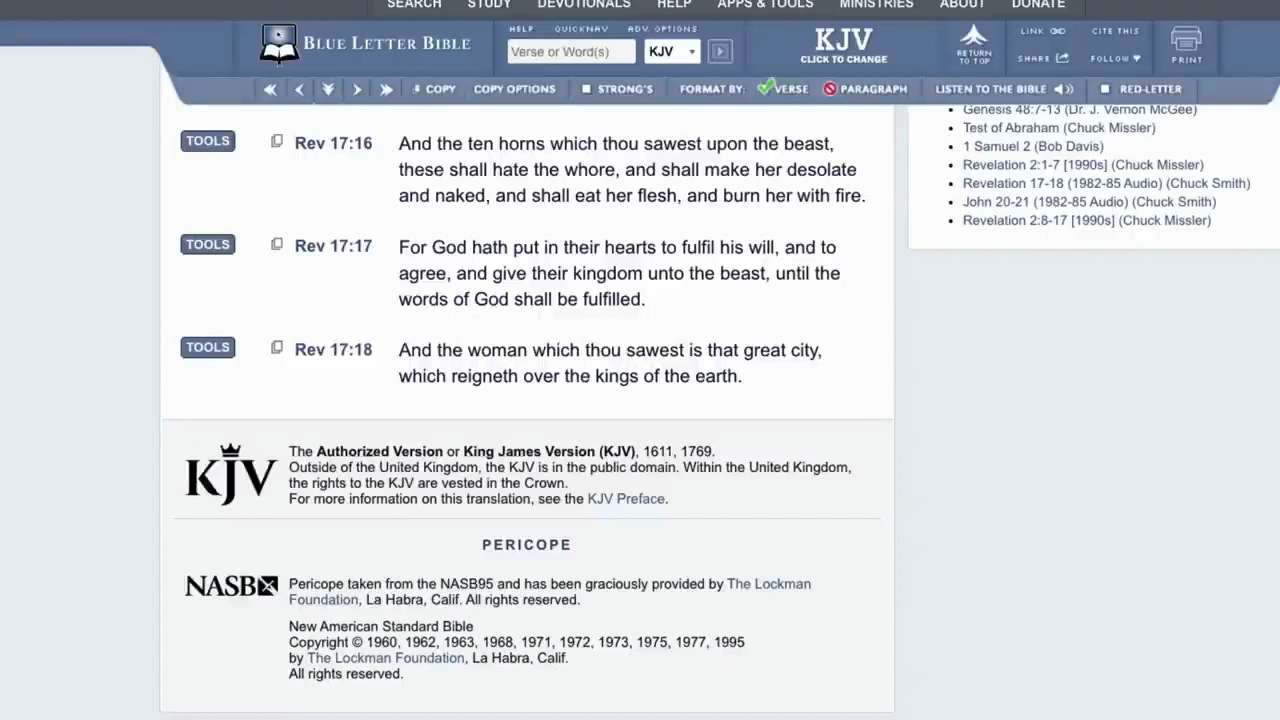 SEARCH STUDY DEVOTIONALS HELP APPS & TOOLS MINISTRIES ABOUT DONATE
BLUE LETTER BIBLE
HELP QUICKNAV ADV. OPTIONS
Verse or Word(s) KJV
KJV
CLICK TO CHANGE
RETURN
TO TOP
LINK CITE THIS
SHARE FOLLOW
PRINT
COPY COPY OPTIONS STRONG'S FORMAT BY: VERSE PARAGRAPH LISTEN TO THE BIBLE RED-LETTER
TOOLS Rev 17:16 And the ten horns which thou sawest upon the beast,
these shall hate the whore, and shall make her desolate
and naked, and shall eat her flesh, and burn her with fire.
TOOLS Rev 17:17 For God hath put in their hearts to fulfil his will, and to
agree, and give their kingdom unto the beast, until the
words of God shall be fulfilled.
TOOLS Rev 17:18 And the woman which thou sawest is that great city,
which reigneth over the kings of the earth.
Genesis 48:7-13 (Dr. J. Vernon McGee)
Test of Abraham (Chuck Missler)
1 Samuel 2 (Bob Davis)
Revelation 2:1-7 [1990s] (Chuck Missler)
Revelation 17-18 (1982-85 Audio) (Chuck Smith)
John 20-21 (1982-85 Audio) (Chuck Smith)
Revelation 2:8-17 [1990s] (Chuck Missler)
KJV
The Authorized Version or King James Version (KJV), 1611, 1769.
Outside of the United Kingdom, the KJV is in the public domain. Within the United Kingdom,
the rights to the KJV are vested in the Crown.
For more information on this translation, see the KJV Preface.
PERICOPE
NASB
Pericope taken from the NASB95 and has been graciously provided by The Lockman
Foundation, La Habra, Calif. All rights reserved.
New American Standard Bible
Copyright © 1960, 1962, 1963, 1968, 1971, 1972, 1973, 1975, 1977, 1995
by The Lockman Foundation, La Habra, Calif.
All rights reserved.